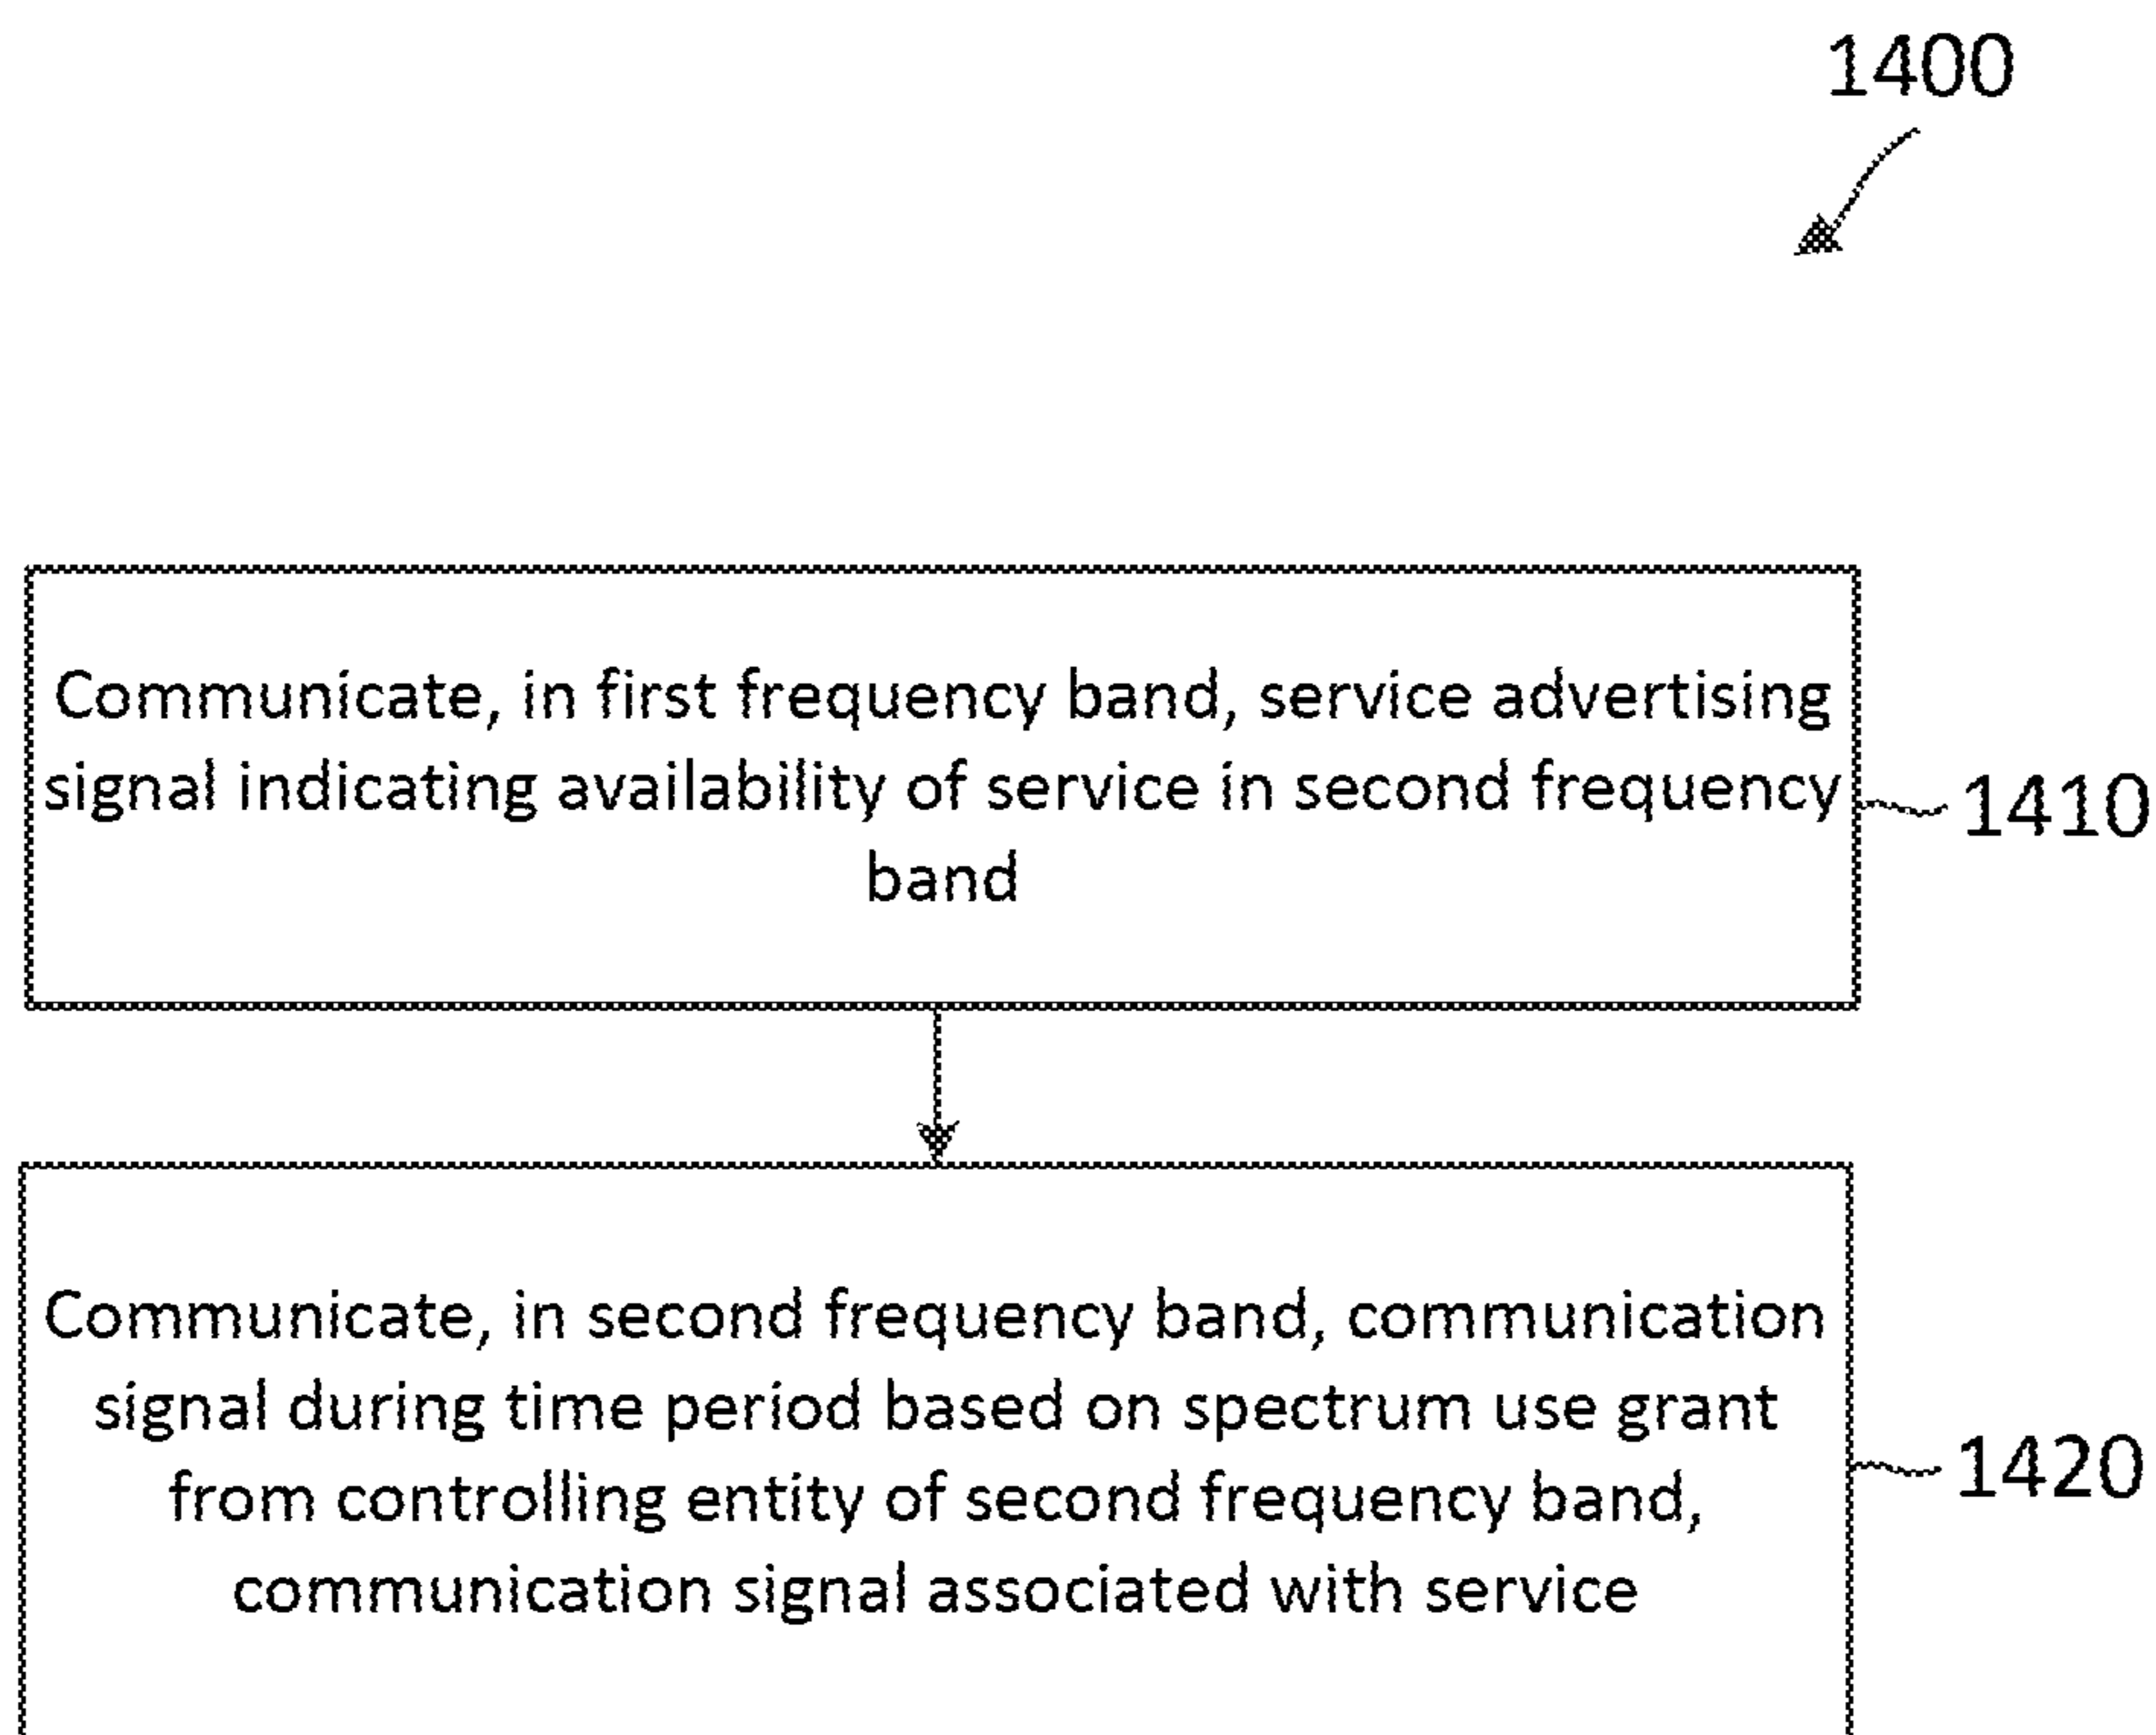 1400
Communicate, in first frequency band, service advertising
signal indicating availability of service in second frequency
band
1410
Communicate, in second frequency band, communication
signal during time period based on spectrum use grant
from controlling entity of second frequency band,
communication signal associated with service
1420